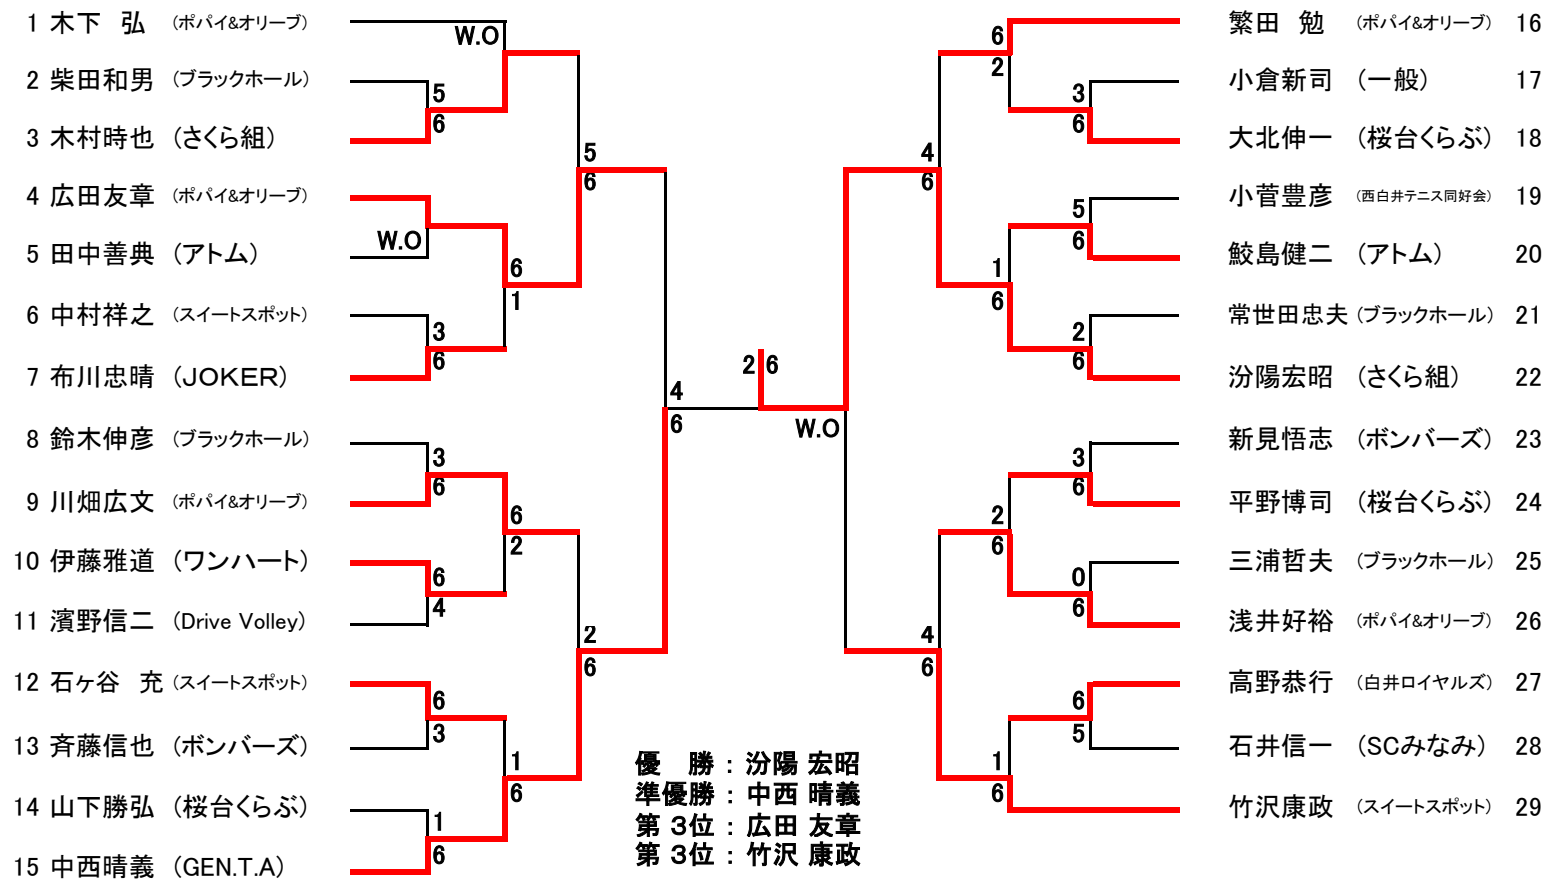 1 木下 弘 (ポパイ&オリーブ)
W.O
2 柴田和男 (ブラックホール)
5
6
3 木村時也 (さくら組)
5
6
4 広田友章 (ポパイ&オリーブ)
W.O
5 田中善典 (アトム)
6
1
6 中村祥之 (スイートスポット)
3
6
7 布川忠晴 (JOKER)
4
6
8 鈴木伸彦 (ブラックホール)
3
6
9 川畑広文 (ポパイ&オリーブ)
6
2
10 伊藤雅道 (ワンハート)
6
4
11 濱野信二 (Drive Volley)
2
6
12 石ヶ谷 充 (スイートスポット)
6
3
13 斉藤信也 (ボンバーズ)
1
6
14 山下勝弘 (桜台くらぶ)
1
6
15 中西晴義 (GEN.T.A)
2 6
W.O
繁田 勉 (ポパイ&オリーブ) 16
6
2
小倉新司 (一般) 17
3
6
大北伸一 (桜台くらぶ) 18
4
6
小菅豊彦 (西白井テニス同好会) 19
5
6
鮫島健二 (アトム) 20
1
6
常世田忠夫 (ブラックホール) 21
2
6
汾陽宏昭 (さくら組) 22
新見悟志 (ボンバーズ) 23
3
6
平野博司 (桜台くらぶ) 24
2
6
三浦哲夫 (ブラックホール) 25
0
6
浅井好裕 (ポパイ&オリーブ) 26
4
6
高野恭行 (白井ロイヤルズ) 27
6
5
石井信一 (SCみなみ) 28
1
6
竹沢康政 (スイートスポット) 29
優 勝 : 汾陽 宏昭
準優勝 : 中西 晴義
第 3位 : 広田 友章
第 3位 : 竹沢 康政